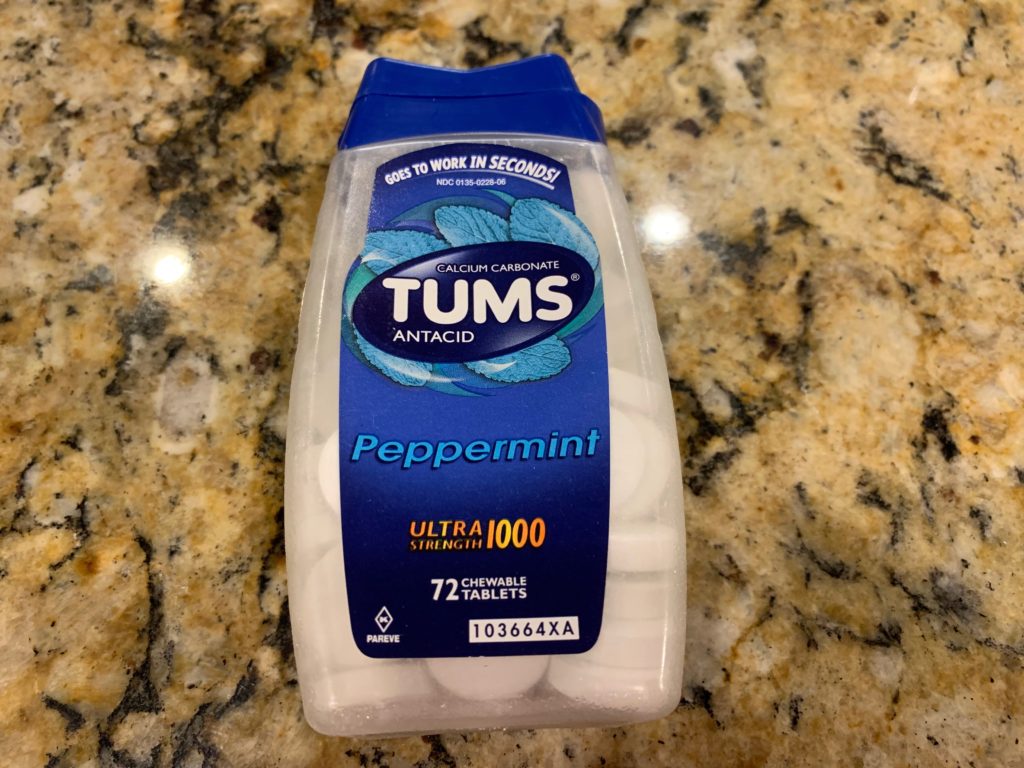 GOES TO WORK IN SECONDS!
NDC 0135-0228-06
CALCIUM CARBONATE
TUMS®
ANTACID
Peppermint
ULTRA STRENGTH 1000
72 CHEWABLE TABLETS
K
PAREVE
103664XA